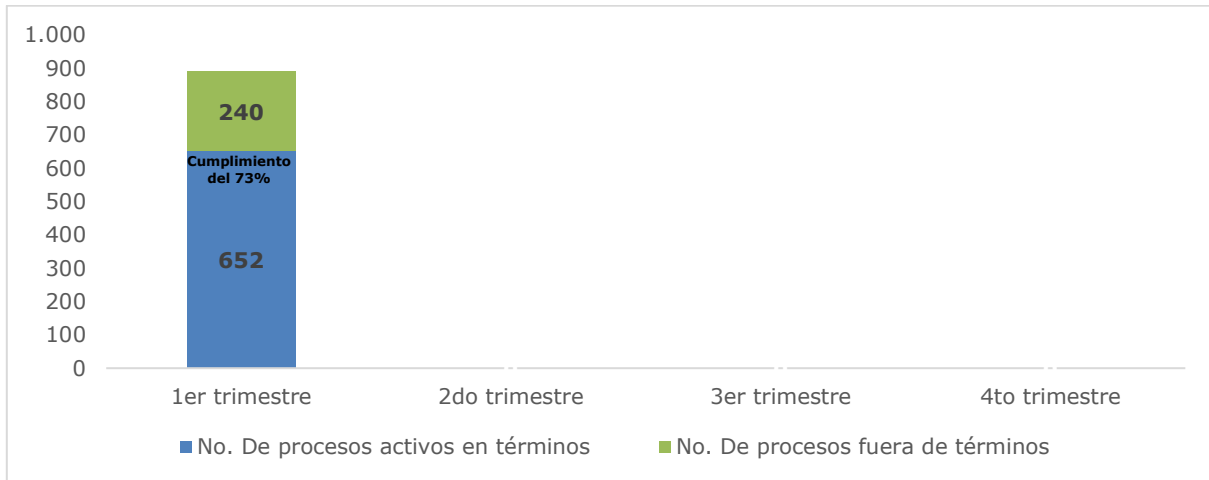 1.000
900
800
700
600
500
400
300
200
100
0
240
Cumplimiento
del 73%
652
1er trimestre
2do trimestre
3er trimestre
4to trimestre
No. De procesos activos en términos
No. De procesos fuera de términos